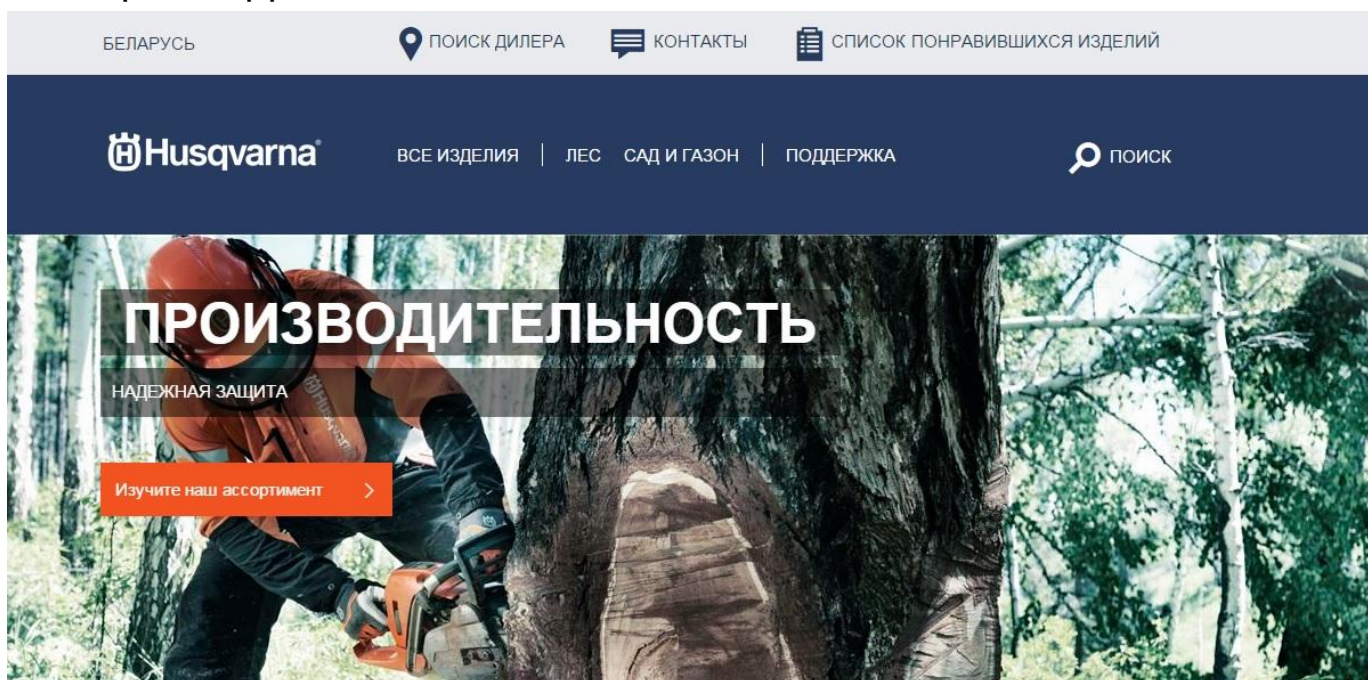 БЕЛАРУСЬ ПОИСК ДИЛЕРА КОНТАКТЫ СПИСОК ПОНРАВИВШИХСЯ ИЗДЕЛИЙ
Husqvarna ВСЕ ИЗДЕЛИЯ ЛЕС САД И ГАЗОН ПОДДЕРЖКА ПОИСК
ПРОИЗВОДИТЕЛЬНОСТЬ
НАДЕЖНАЯ ЗАЩИТА
Husqvarna
Изучите наш ассортимент